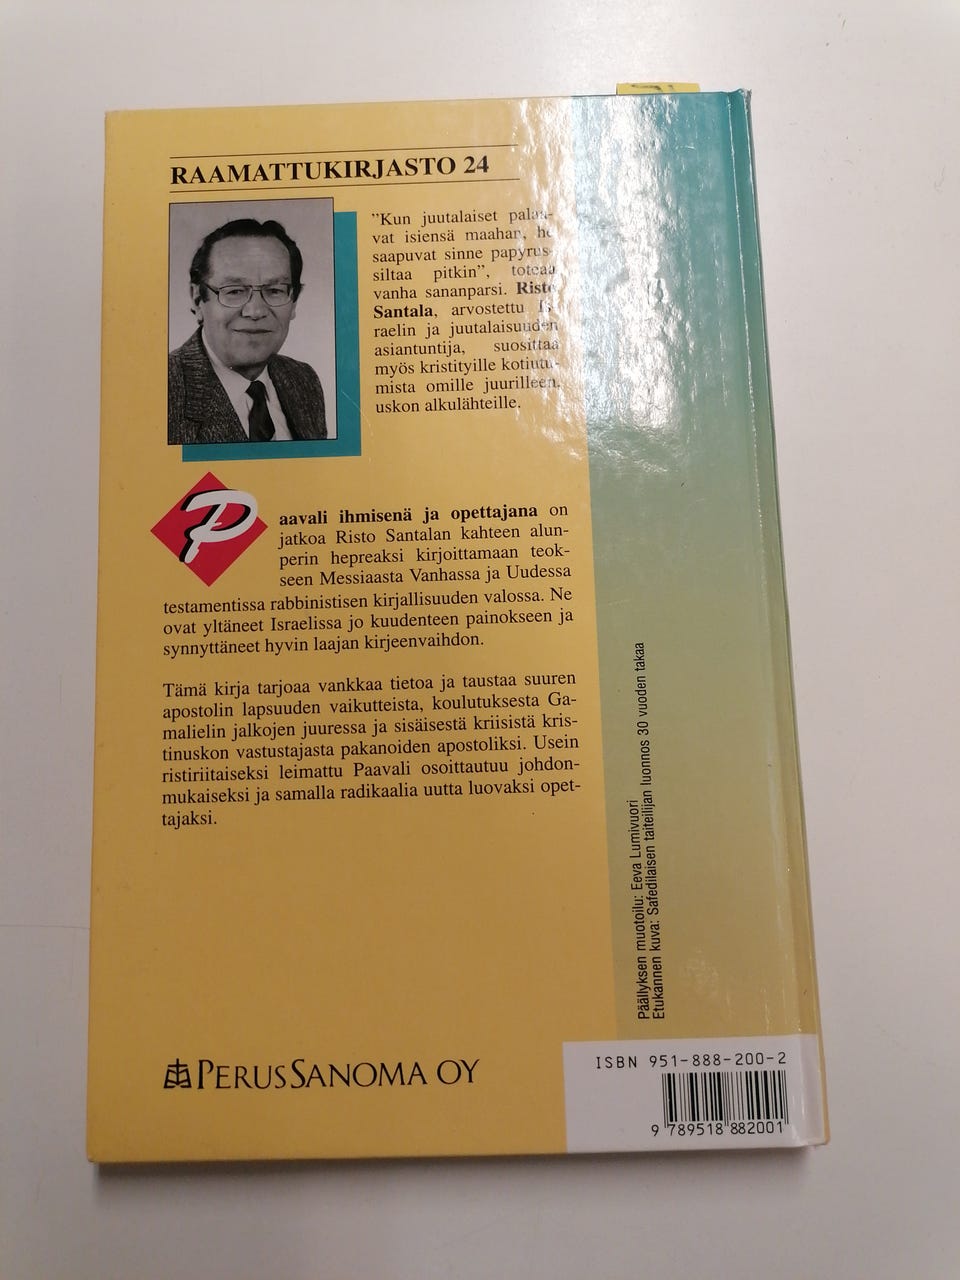 RAAMATTUKIRJASTO 24
"Kun juutalaiset palaa-
vat isiensä maahan, he
saapuvat sinne papyrus-
siltaa pitkin", toteaa
vanha sananparsi. Risto
Santala, arvostettu Is-
raelin ja juutalaisuuden
asiantuntija, suosittaa
myös kristityille kotiutu-
mista omille juurilleen,
uskon alkulähteille.
Paavali ihmisenä ja opettajana on
jatkoa Risto Santalan kahteen alun-
perin hepreaksi kirjoittamaan teok-
seen Messiaasta Vanhassa ja Uudessa
testamentissa rabbinistisen kirjallisuuden valossa. Ne
ovat yltäneet Israelissa jo kuudenteen painokseen ja
synnyttäneet hyvin laajan kirjeenvaihdon.
Tämä kirja tarjoaa vankkaa tietoa ja taustaa suuren
apostolin lapsuuden vaikutteista, koulutuksesta Ga-
malielin jalkojen juuressa ja sisäisestä kriisistä kris-
tinuskon vastustajasta pakanoiden apostoliksi. Usein
ristiriitaiseksi leimattu Paavali osoittautuu johdon-
mukaiseksi ja samalla radikaalia uutta luovaksi opet-
tajaksi.
Päällyksen muotoilu: Eeva Lumivuori
Etukannen kuva: Safedilaisen taiteilijan luonnos 30 vuoden takaa
PERUSSANOMA OY
ISBN 951-888-200-2
9 789518 882001